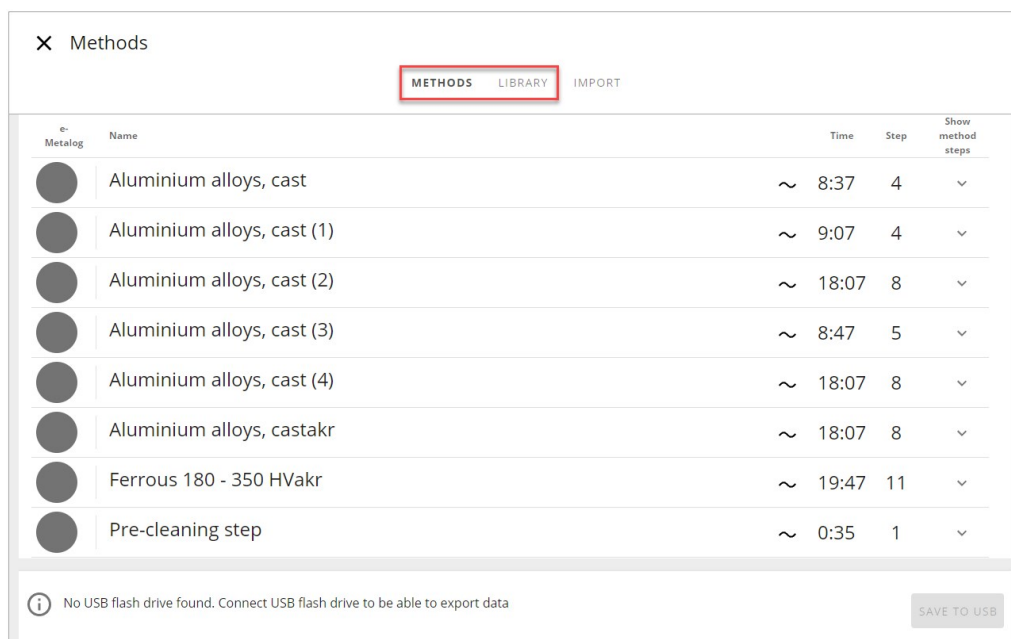 Methods
METHODS LIBRARY IMPORT
e-Metalog Name Time Step Show method steps
Aluminium alloys, cast ~ 8:37 4
Aluminium alloys, cast (1) ~ 9:07 4
Aluminium alloys, cast (2) ~ 18:07 8
Aluminium alloys, cast (3) ~ 8:47 5
Aluminium alloys, cast (4) ~ 18:07 8
Aluminium alloys, castakr ~ 18:07 8
Ferrous 180 - 350 HVakr ~ 19:47 11
Pre-cleaning step ~ 0:35 1
No USB flash drive found. Connect USB flash drive to be able to export data
SAVE TO USB